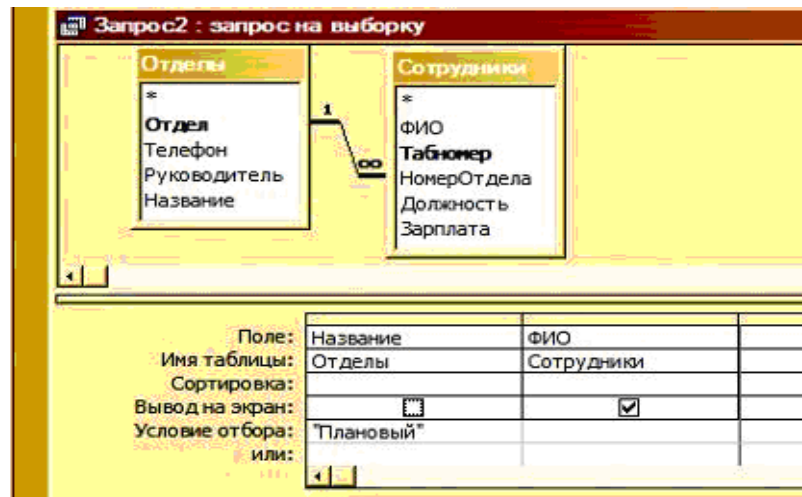 Запрос2 : запрос на выборку
Отделы
*
Отдел
Телефон
Руководитель
Название
1
∞
Сотрудники
*
ФИО
Табномер
НомерОтдела
Должность
Зарплата
Поле: Название ФИО
Имя таблицы: Отделы Сотрудники
Сортировка:
Вывод на экран:
Условие отбора: "Плановый"
или: